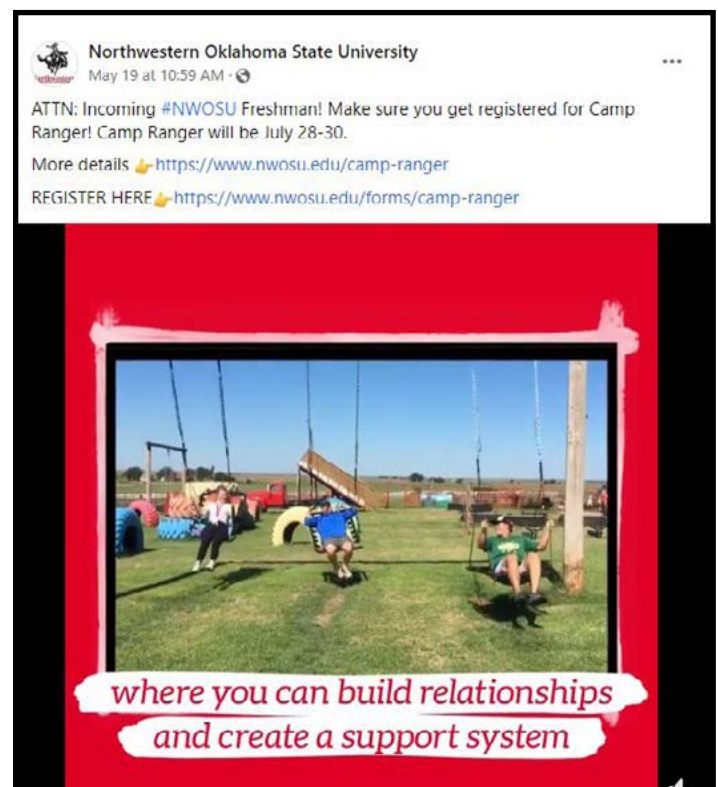 Northwestern Oklahoma State University
May 19 at 10:59 AM ·
ATTN: Incoming #NWOSU Freshman! Make sure you get registered for Camp
Ranger! Camp Ranger will be July 28-30.
More details 👉https://www.nwosu.edu/camp-ranger
REGISTER HERE👉https://www.nwosu.edu/forms/camp-ranger
where you can build relationships
and create a support system